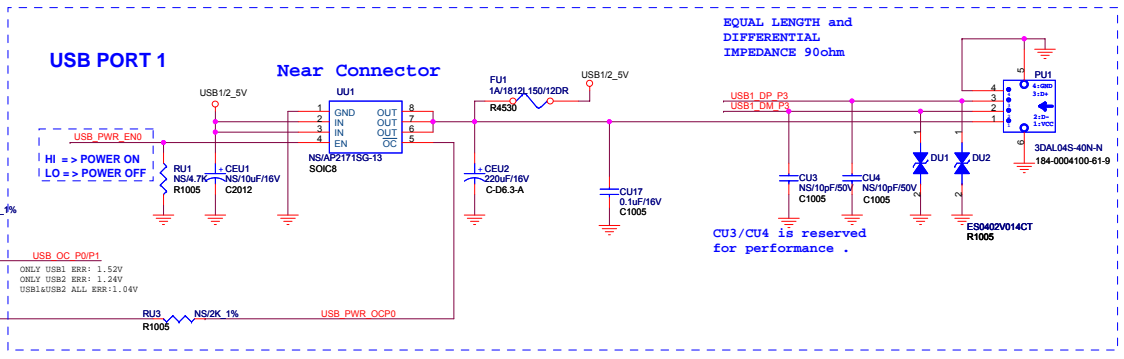 EQUAL LENGTH and
DIFFERENTIAL
IMPEDANCE 90ohm
USB PORT 1
Near Connector
USB1/2_5V
UU1
1
2
3
4
GND
IN
IN
EN
OUT
OUT
OUT
OC
8
7
6
5
NS/AP2171SG-13
SOIC8
FU1
1A/1812L150/12DR
R4530
USB1/2_5V
USB1_DP_P3
USB1_DM_P3
PU1
5
4
3
2
1
4:GND
3:D+
2:D-
1:VCC
6
3DAL04S-40N-N
184-0004100-61-9
USB_PWR_EN0
HI => POWER ON
LO => POWER OFF
RU1
NS/4.7K
R1005
+
CEU1
NS/10uF/16V
C2012
+
CEU2
220uF/16V
C-D6.3-A
CU17
0.1uF/16V
C1005
CU3
NS/10pF/50V
C1005
CU4
NS/10pF/50V
C1005
1
DU1
2
1
DU2
2
ES0402V014CT
R1005
CU3/CU4 is reserved
for performance .
_1%
USB_OC_P0/P1
ONLY USB1 ERR: 1.52V
ONLY USB2 ERR: 1.24V
USB1&USB2 ALL ERR:1.04V
RU3
R1005
NS/2K_1%
USB_PWR_OCP0